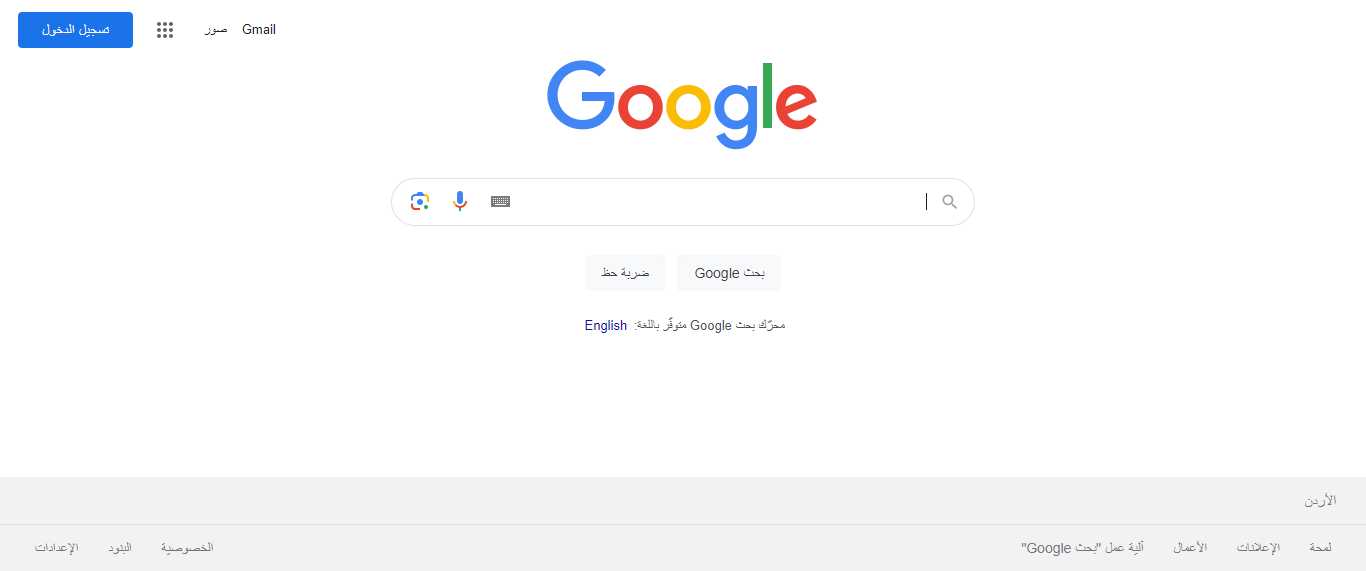 Gmail صور تسجيل الدخول
Google
بحث Google
ضربة حظ
محرّك بحث Google متوفّر باللغة: English
الأردن
لمحة الإعلانات الأعمال آلية عمل "بحث Google" الخصوصية البنود الإعدادات